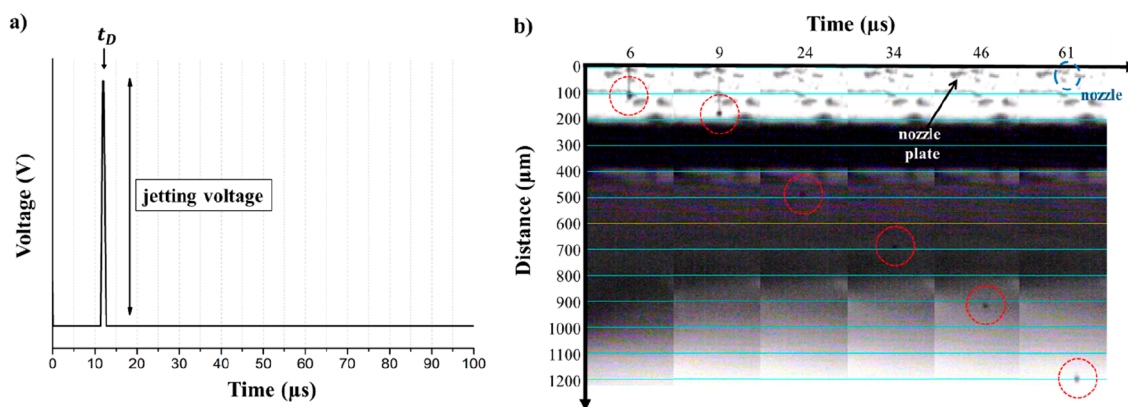 a)
t_D
Voltage (V)
jetting voltage
0 10 20 30 40 50 60 70 80 90 100
Time (µs)
b)
Time (µs)
6 9 24 34 46 61
Distance (µm)
0
100
200
300
400
500
600
700
800
900
1000
1100
1200
nozzle
nozzle
plate